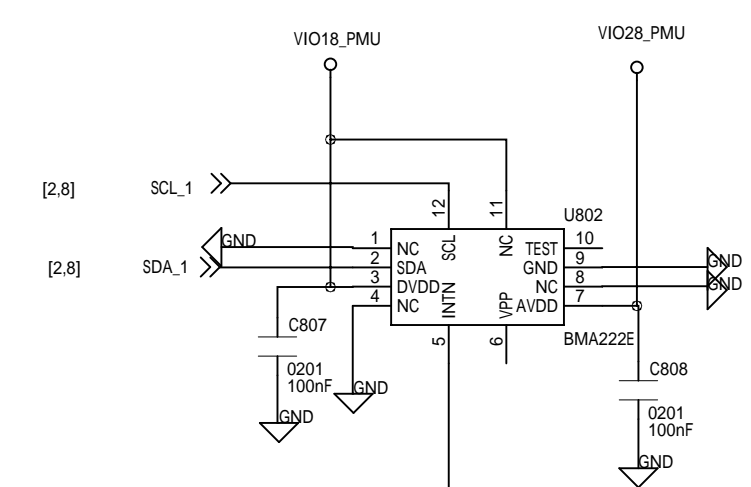 VIO18_PMU
VIO28_PMU
[2,8]
SCL_1
12
11
U802
GND
1
NC
SCL
NC
TEST
10
[2,8]
SDA_1
2
SDA
GND
9
GND
3
DVDD
NC
8
GND
4
NC
INTN
VPP
AVDD
7
5
6
BMA222E
C807
0201
100nF
GND
GND
C808
0201
100nF
GND